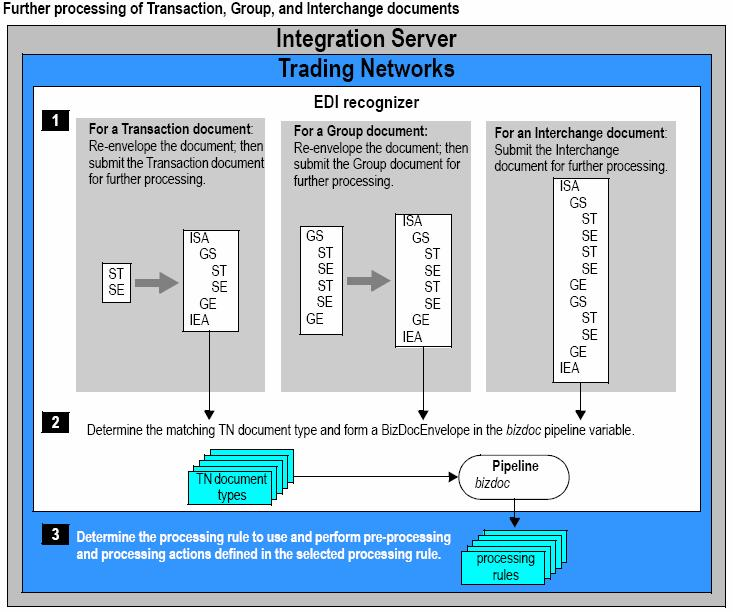 Further processing of Transaction, Group, and Interchange documents
Integration Server
Trading Networks
EDI recognizer
1
For a Transaction document:
Re-envelope the document; then
submit the Transaction document
for further processing.
ST
SE
ISA
GS
ST
SE
GE
IEA
For a Group document:
Re-envelope the document; then
submit the Group document for
further processing.
GS
ST
SE
ST
SE
GE
ISA
GS
ST
SE
ST
SE
GE
IEA
For an Interchange document:
Submit the Interchange
document for further processing.
ISA
GS
ST
SE
ST
SE
GE
GS
ST
SE
GE
IEA
2
Determine the matching TN document type and form a BizDocEnvelope in the bizdoc pipeline variable.
TN document
types
Pipeline
bizdoc
3
Determine the processing rule to use and perform pre-processing
and processing actions defined in the selected processing rule.
processing
rules